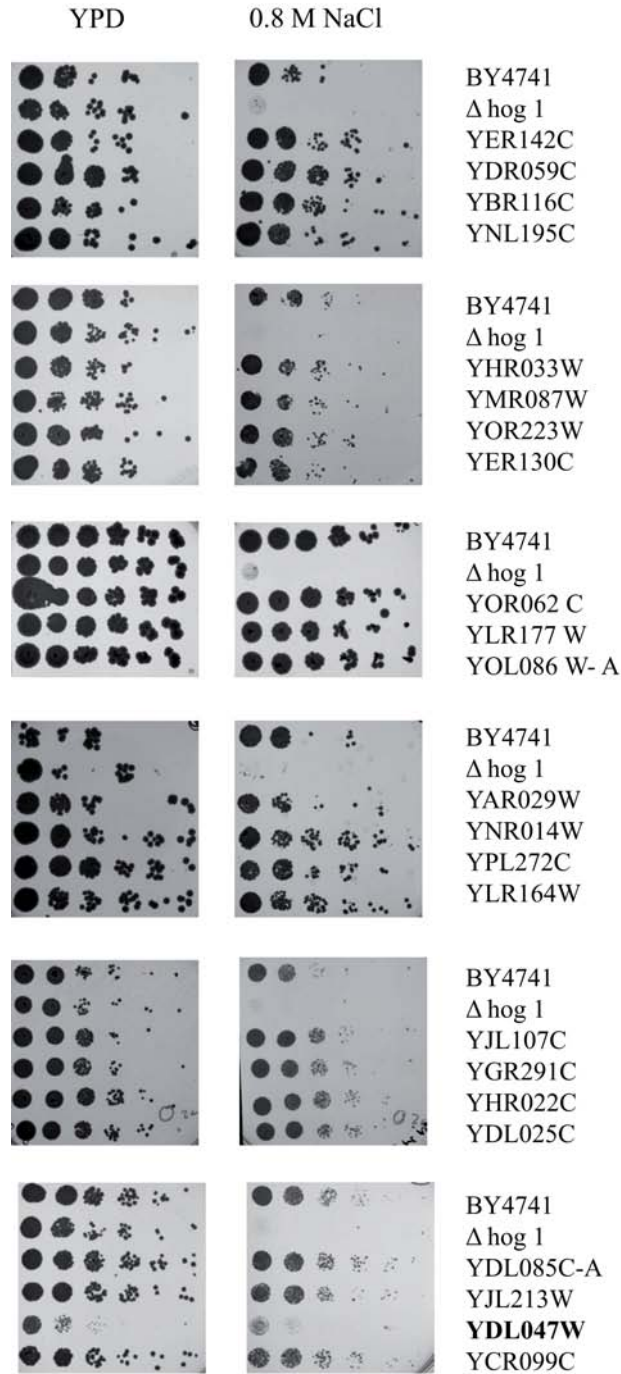 YPD 0.8 M NaCl
BY4741
Δ hog 1
YER142C
YDR059C
YBR116C
YNL195C
BY4741
Δ hog 1
YHR033W
YMR087W
YOR223W
YER130C
BY4741
Δ hog 1
YOR062 C
YLR177 W
YOL086 W- A
BY4741
Δ hog 1
YAR029W
YNR014W
YPL272C
YLR164W
BY4741
Δ hog 1
YJL107C
YGR291C
YHR022C
YDL025C
BY4741
Δ hog 1
YDL085C-A
YJL213W
YDL047W
YCR099C